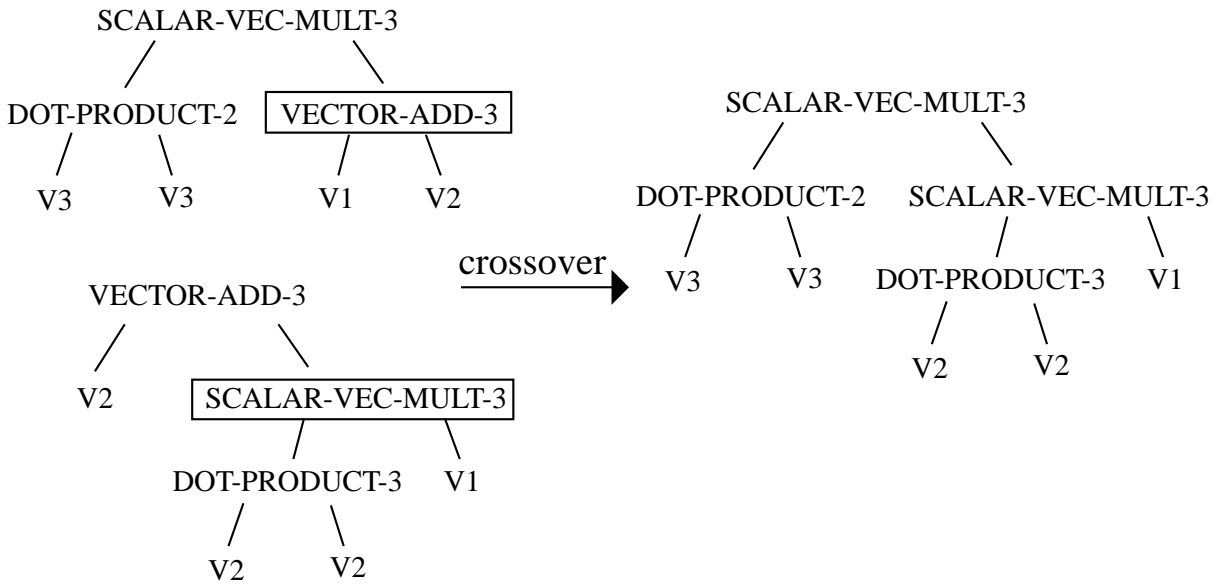 SCALAR-VEC-MULT-3
DOT-PRODUCT-2 VECTOR-ADD-3
V3 V3 V1 V2
VECTOR-ADD-3
V2
SCALAR-VEC-MULT-3
DOT-PRODUCT-3 V1
V2 V2
crossover
SCALAR-VEC-MULT-3
DOT-PRODUCT-2 SCALAR-VEC-MULT-3
V3 V3 DOT-PRODUCT-3 V1
V2 V2